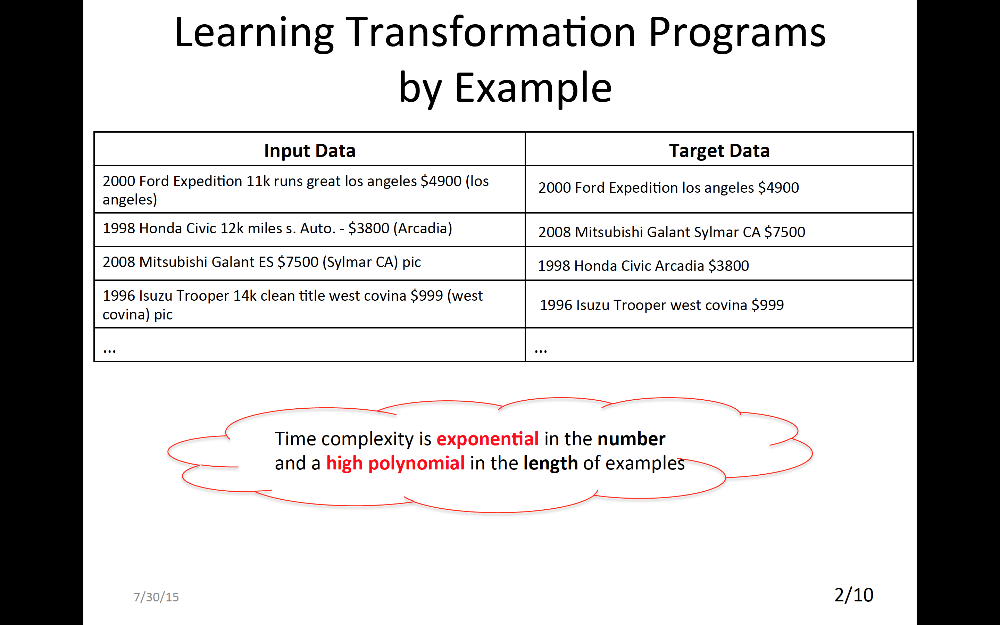 Learning Transformation Programs
by Example
Input Data
Target Data
2000 Ford Expedition 11k runs great los angeles $4900 (los
angeles)
2000 Ford Expedition los angeles $4900
1998 Honda Civic 12k miles s. Auto. - $3800 (Arcadia)
2008 Mitsubishi Galant Sylmar CA $7500
2008 Mitsubishi Galant ES $7500 (Sylmar CA) pic
1998 Honda Civic Arcadia $3800
1996 Isuzu Trooper 14k clean title west covina $999 (west
covina) pic
1996 Isuzu Trooper west covina $999
...
...
Time complexity is exponential in the number
and a high polynomial in the length of examples
7/30/15
2/10